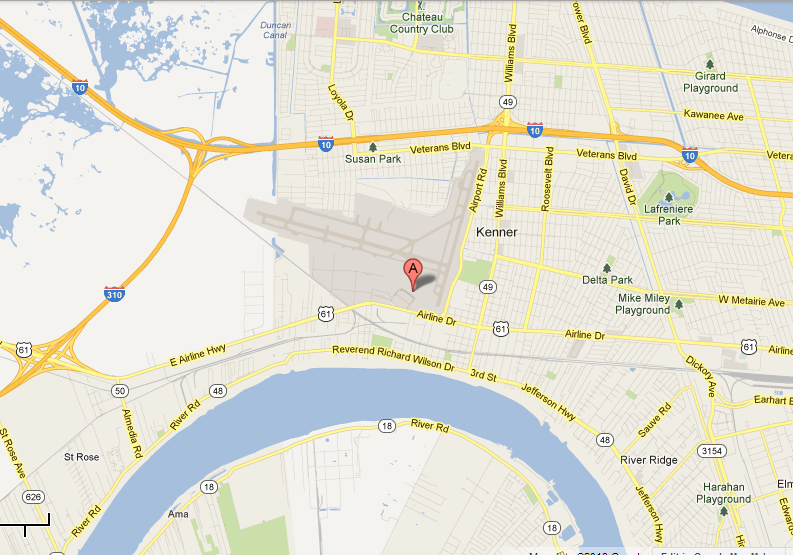 Chateau
Country Club
Duncan
Canal
Williams Blvd
ower Blvd
Alphonse D
10
Loyola Dr
49
Girard
Playground
Kawanee Ave
10
10
10
Susan Park
Veterans Blvd
Veterans Blvd
Vetera
Airport Rd
Williams Blvd
Roosevelt Blvd
David Dr
Lafreniere
Park
Kenner
A
Delta Park
310
49
Mike Miley
Playground
W Metairie Ave
61
Airline Dr
61
Airline Dr
61
Airline
61
E Airline Hwy
Reverend Richard Wilson Dr
3rd St
Jefferson Hwy
Dickory Ave
50
48
River Rd
Almedia Rd
Sauve Rd
Earhart E
18
River Rd
48
St Rose Ave
St Rose
3154
River Ridge
626
18
Ama
River Rd
Jefferson Hwy
Harahan
Playground
Elm
Edwards
18